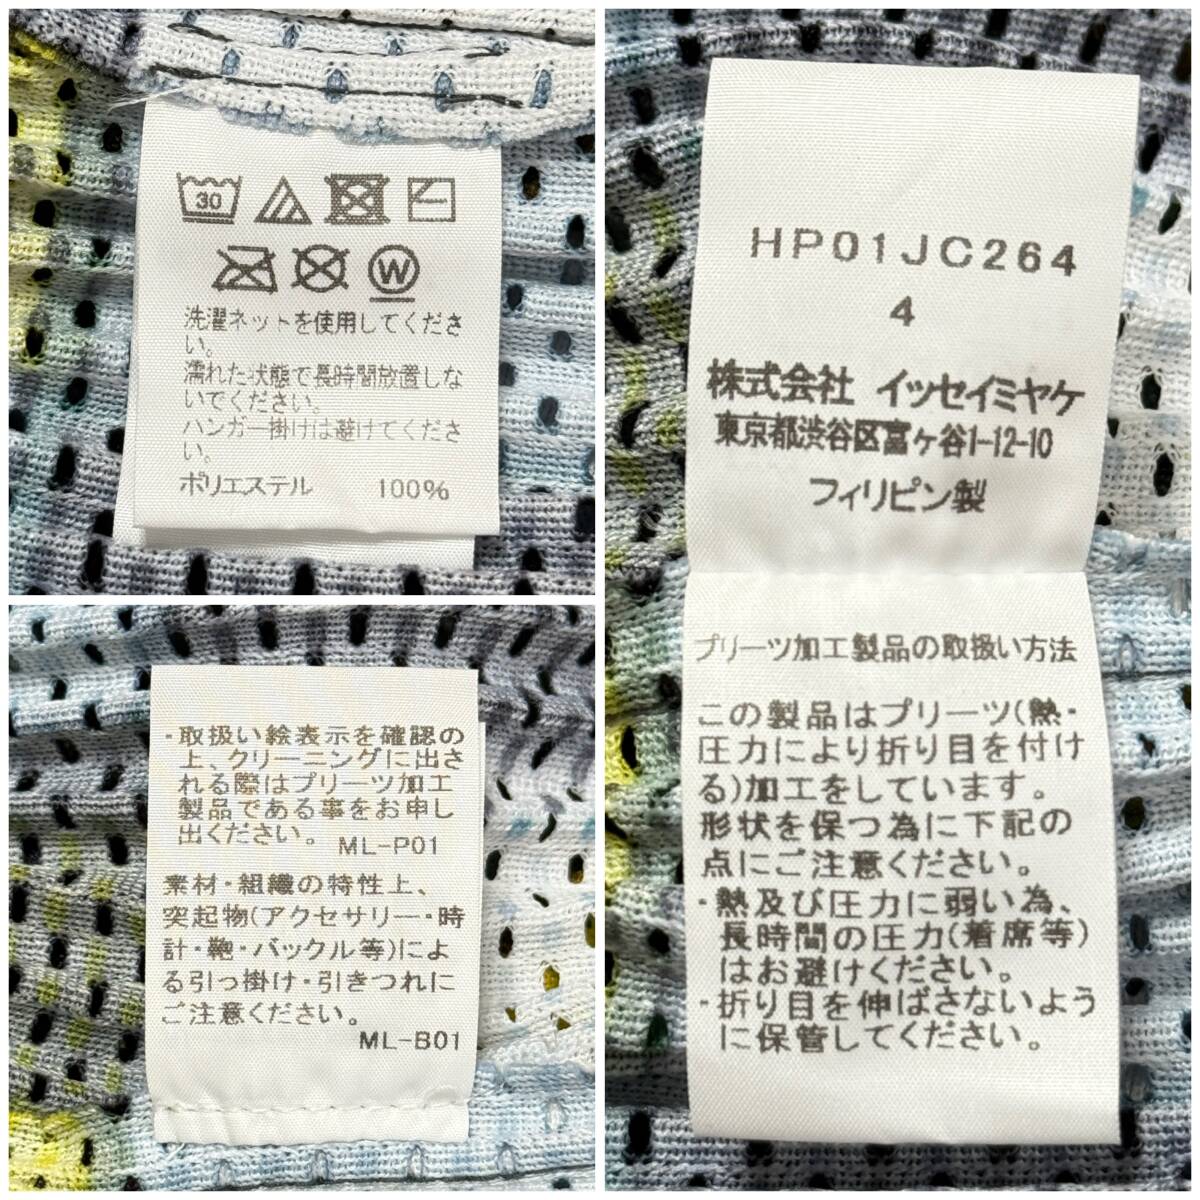 30
W
洗濯ネットを使用してくださ
い。
濡れた状態で長時間放置しな
いでください。
ハンガー掛けは避けてくださ
い。
ポリエステル 100%
・取扱い絵表示を確認の
上、クリーニングに出さ
れる際はプリーツ加工
製品である事をお申し
出ください。 ML-P01
素材・組織の特性上、
突起物(アクセサリー・時
計・鞄・バックル等)によ
る引っ掛け・引きつれに
ご注意ください。
ML-B01
HP01JC264
4
株式会社 イッセイミヤケ
東京都渋谷区富ヶ谷1-12-10
フィリピン製
プリーツ加工製品の取扱い方法
この製品はプリーツ(熱・
圧力により折り目を付け
る)加工をしています。
形状を保つ為に下記の
点にご注意ください。
・熱及び圧力に弱い為、
長時間の圧力(着席等)
はお避けください。
・折り目を伸ばさないよう
に保管してください。